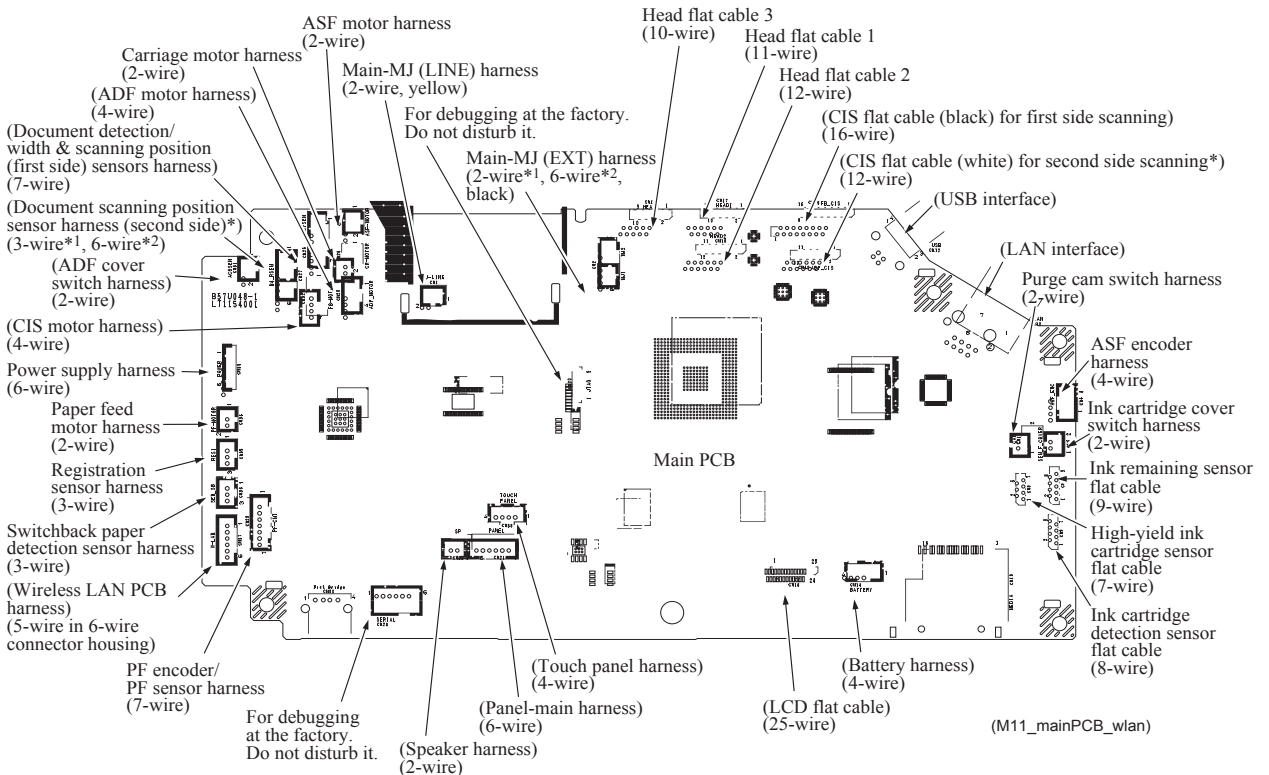 ASF motor harness
(2-wire)
Carriage motor harness
(2-wire)
(ADF motor harness)
(4-wire)
(Document detection/
width & scanning position
(first side) sensors harness)
(7-wire)
(Document scanning position
sensor harness (second side)*)
(3-wire*1, 6-wire*2)
(ADF cover
switch harness)
(2-wire)
(CIS motor harness)
(4-wire)
Power supply harness
(6-wire)
Paper feed
motor harness
(2-wire)
Registration
sensor harness
(3-wire)
Switchback paper
detection sensor harness
(3-wire)
(Wireless LAN PCB
harness)
(5-wire in 6-wire
connector housing)
PF encoder/
PF sensor harness
(7-wire)
Main-MJ (LINE) harness
(2-wire, yellow)
For debugging at the factory.
Do not disturb it.
Main-MJ (EXT) harness
(2-wire*1, 6-wire*2,
black)
Head flat cable 3
(10-wire)
Head flat cable 1
(11-wire)
Head flat cable 2
(12-wire)
(CIS flat cable (black) for first side scanning)
(16-wire)
(CIS flat cable (white) for second side scanning*)
(12-wire)
(USB interface)
(LAN interface)
Purge cam switch harness
(2-wire)
ASF encoder
harness
(4-wire)
Ink cartridge cover
switch harness
(2-wire)
Ink remaining sensor
flat cable
(9-wire)
High-yield ink
cartridge sensor
flat cable
(7-wire)
Ink cartridge
detection sensor
flat cable
(8-wire)
Main PCB
B57U048-1
TOUCH
PANEL
SP
PANEL
SERIAL
BATTERY
For debugging
at the factory.
Do not disturb it.
(Speaker harness)
(2-wire)
(Panel-main harness)
(6-wire)
(Touch panel harness)
(4-wire)
(LCD flat cable)
(25-wire)
(Battery harness)
(4-wire)
(M11_mainPCB_wlan)